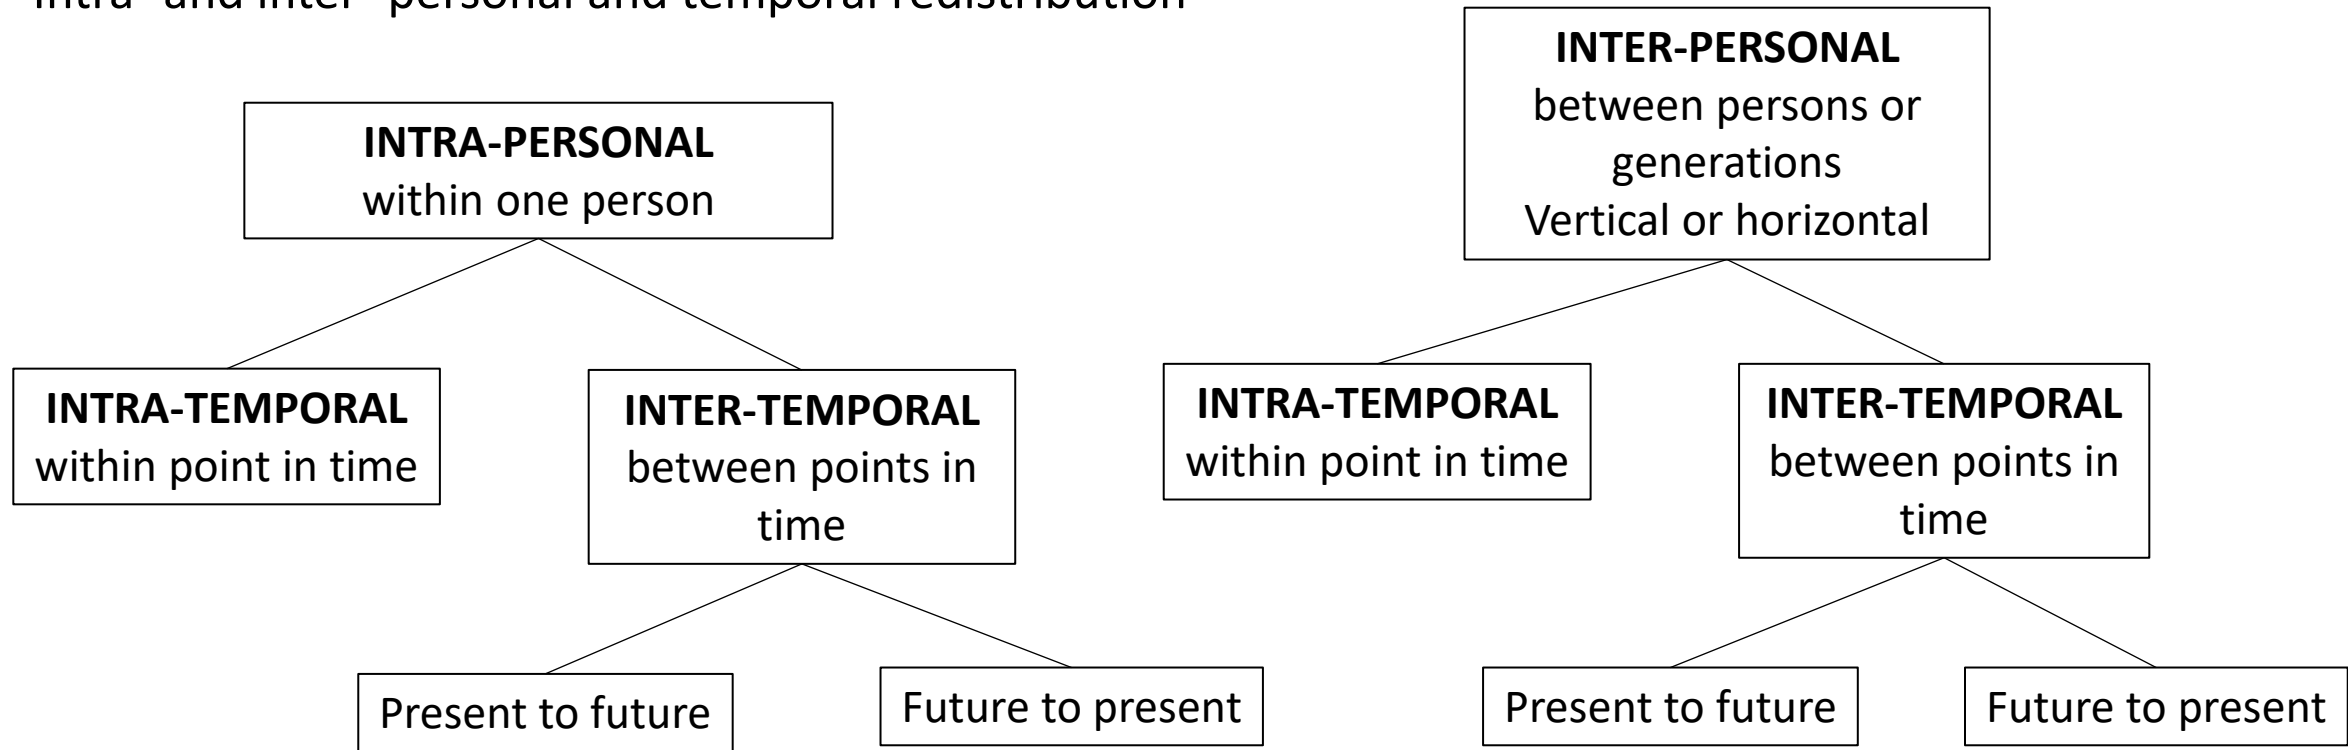 Intra- and inter- personal and temporal redistribution
INTER-PERSONAL
between persons or
generations
Vertical or horizontal
INTRA-PERSONAL
within one person
INTRA-TEMPORAL
within point in time
INTER-TEMPORAL
between points in
time
INTRA-TEMPORAL
within point in time
INTER-TEMPORAL
between points in
time
Present to future
Future to present
Present to future
Future to present